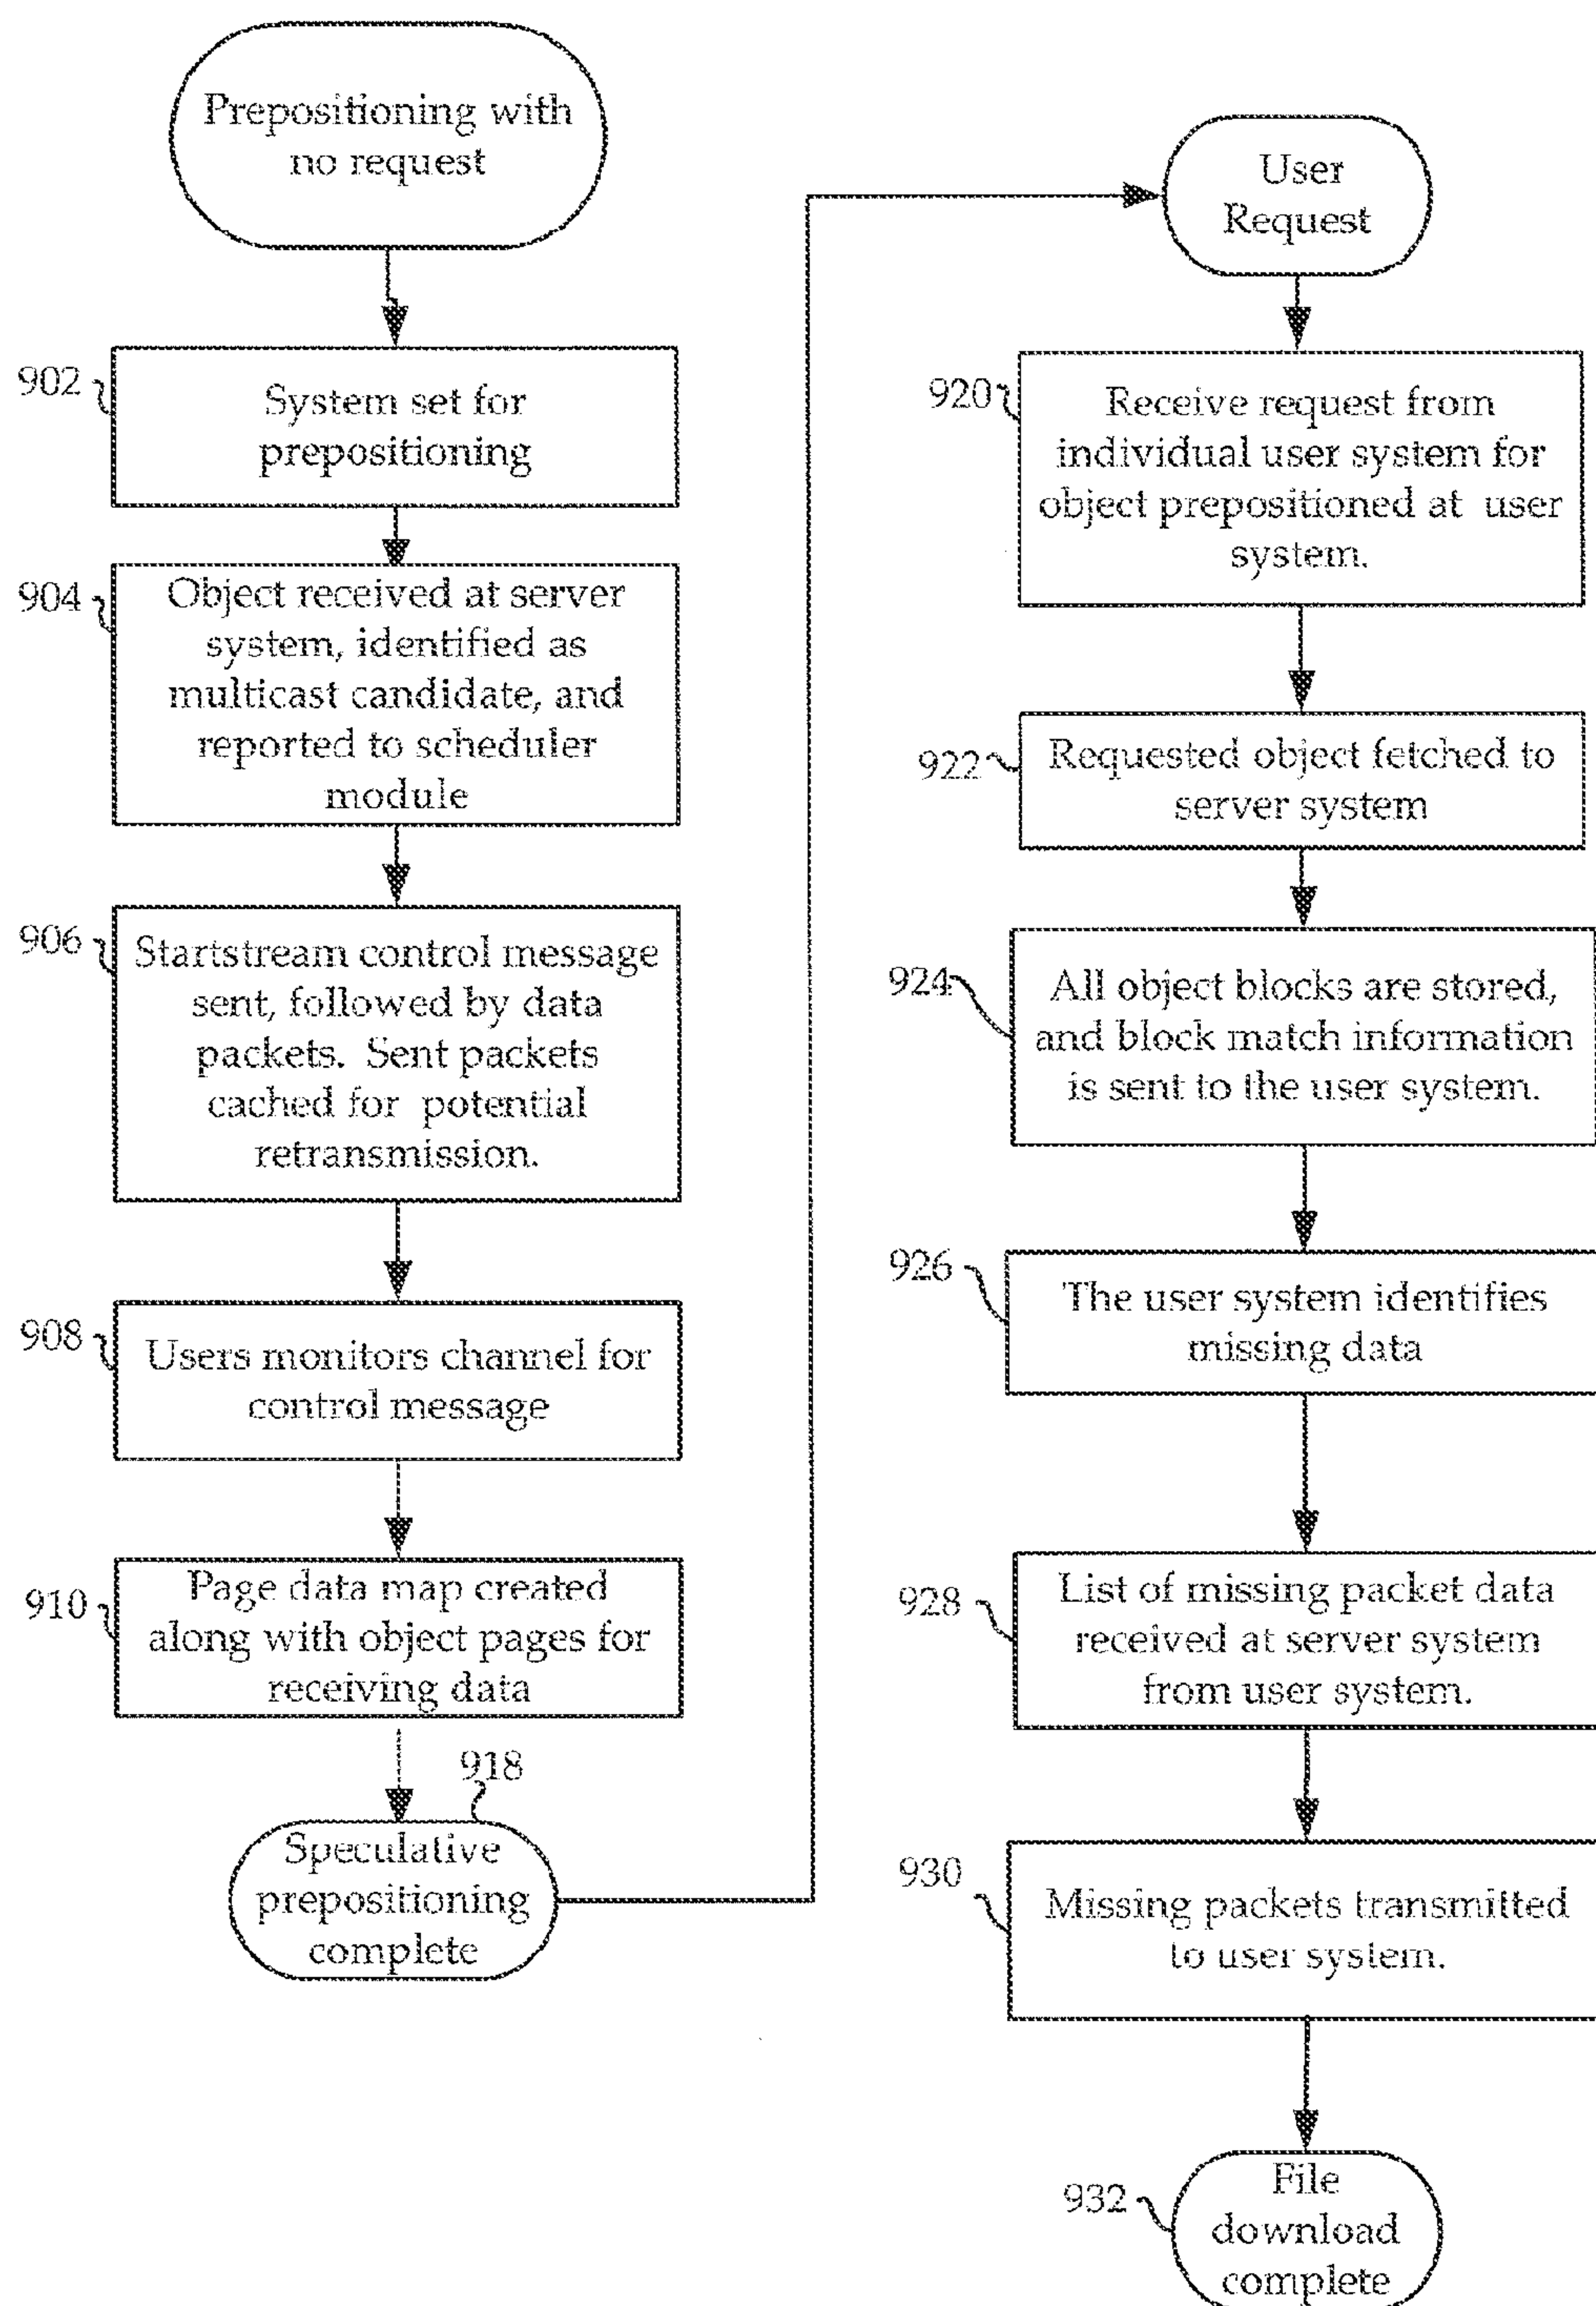 Prepositioning with
no request
902
System set for
prepositioning
904
Object received at server
system, identified as
multicast candidate, and
reported to scheduler
module
906
Startstream control message
sent, followed by data
packets. Sent packets
cached for potential
retransmission.
908
Users monitors channel for
control message
910
Page data map created
along with object pages for
receiving data
918
Speculative
prepositioning
complete
User
Request
920
Receive request from
individual user system for
object prepositioned at user
system.
922
Requested object fetched to
server system
924
All object blocks are stored,
and block match information
is sent to the user system.
926
The user system identifies
missing data
928
List of missing packet data
received at server system
from user system.
930
Missing packets transmitted
to user system.
932
File
download
complete